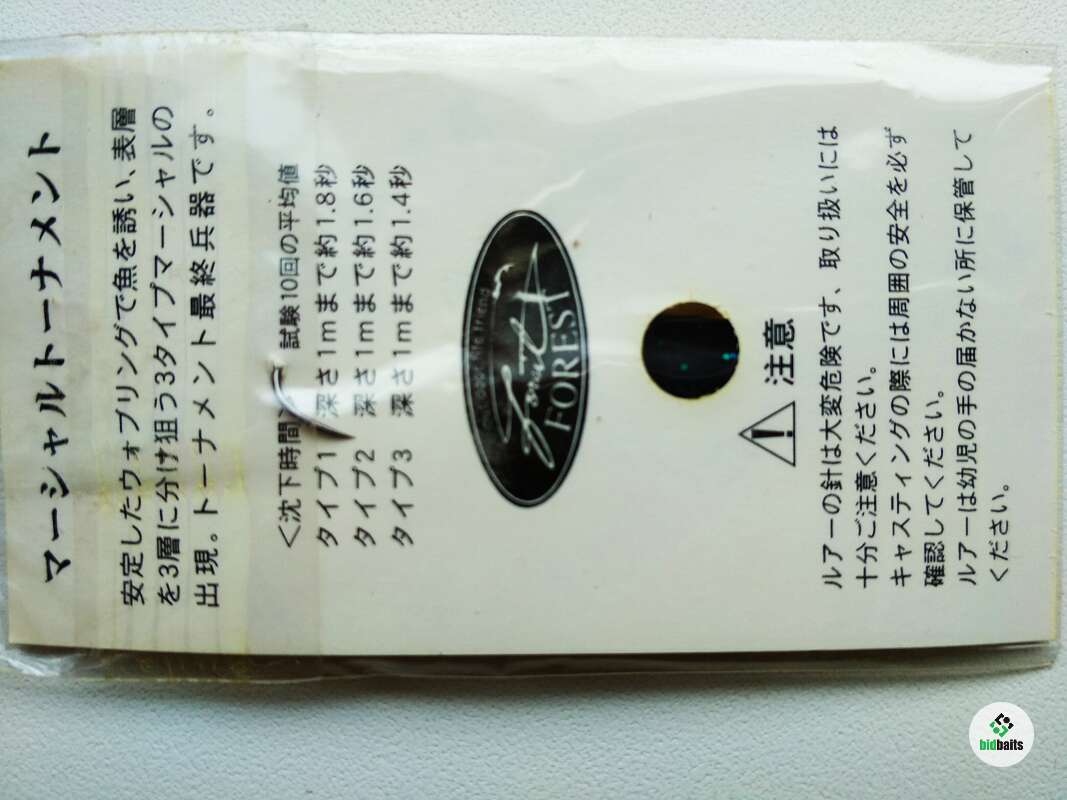 マーシャルトーナメント
安定したウォブリングで魚を誘い、表層
を3層に分け狙う3タイプマーシャルの
出現。トーナメント最終兵器です。
＜沈下時間＞ 試験10回の平均値
タイプ1 深さ1mまで約1.8秒
タイプ2 深さ1mまで約1.6秒
タイプ3 深さ1mまで約1.4秒
FOREST
注意
ルアーの針は大変危険です、取り扱いには
十分ご注意ください。
キャスティングの際には周囲の安全を必ず
確認してください。
ルアーは幼児の手の届かない所に保管して
ください。
bidbaits